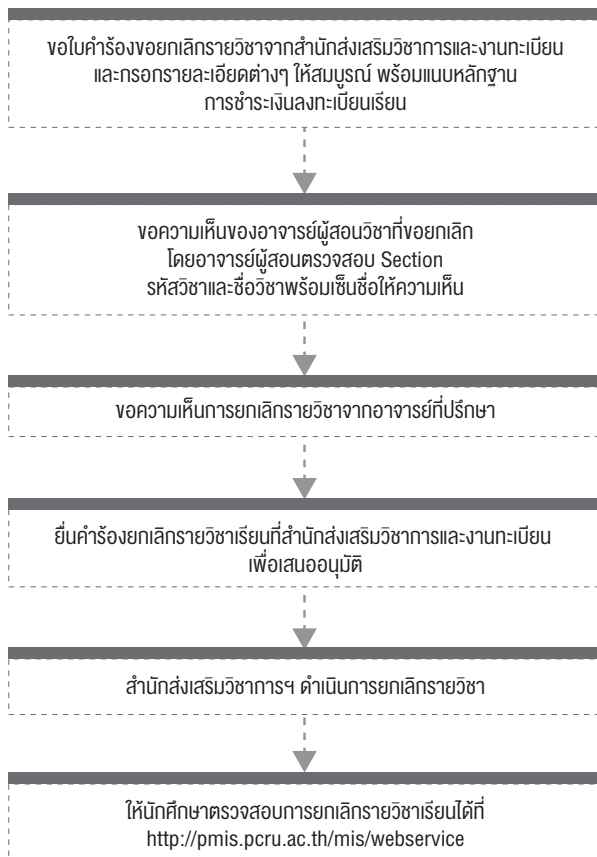 ขอใบคำร้องขอยกเลิกรายวิชาจากสำนักส่งเสริมวิชาการและงานทะเบียน
และกรอกรายละเอียดต่างๆ ให้สมบูรณ์ พร้อมแนบหลักฐาน
การชำระเงินลงทะเบียนเรียน
ขอความเห็นของอาจารย์ผู้สอนวิชาที่ขอยกเลิก
โดยอาจารย์ผู้สอนตรวจสอบ Section
รหัสวิชาและชื่อวิชาพร้อมเซ็นชื่อให้ความเห็น
ขอความเห็นการยกเลิกรายวิชาจากอาจารย์ที่ปรึกษา
ยื่นคำร้องยกเลิกรายวิชาเรียนที่สำนักส่งเสริมวิชาการและงานทะเบียน
เพื่อเสนออนุมัติ
สำนักส่งเสริมวิชาการฯ ดำเนินการยกเลิกรายวิชา
ให้นักศึกษาตรวจสอบการยกเลิกรายวิชาเรียนได้ที่
http://pmis.pcru.ac.th/mis/webservice